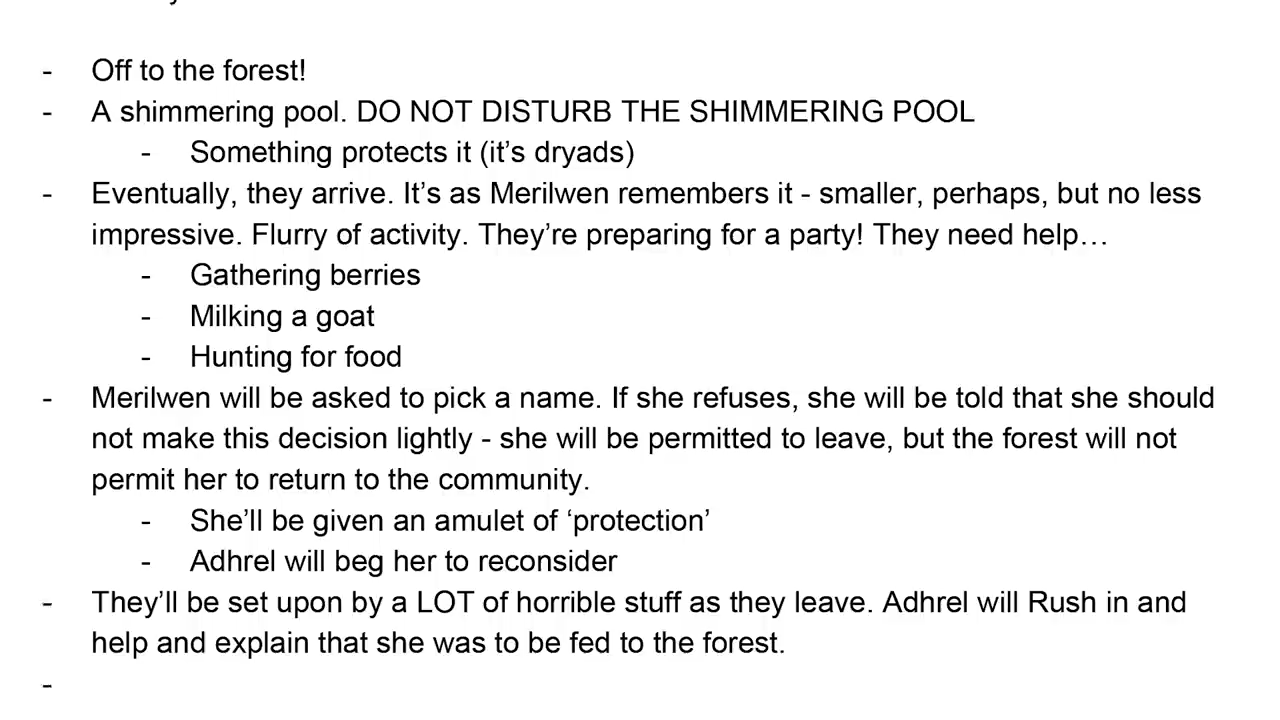 - Off to the forest!
- A shimmering pool. DO NOT DISTURB THE SHIMMERING POOL
- Something protects it (it’s dryads)
- Eventually, they arrive. It’s as Merilwen remembers it - smaller, perhaps, but no less
impressive. Flurry of activity. They’re preparing for a party! They need help…
- Gathering berries
- Milking a goat
- Hunting for food
- Merilwen will be asked to pick a name. If she refuses, she will be told that she should
not make this decision lightly - she will be permitted to leave, but the forest will not
permit her to return to the community.
- She’ll be given an amulet of ‘protection’
- Adhrel will beg her to reconsider
- They’ll be set upon by a LOT of horrible stuff as they leave. Adhrel will Rush in and
help and explain that she was to be fed to the forest.
-